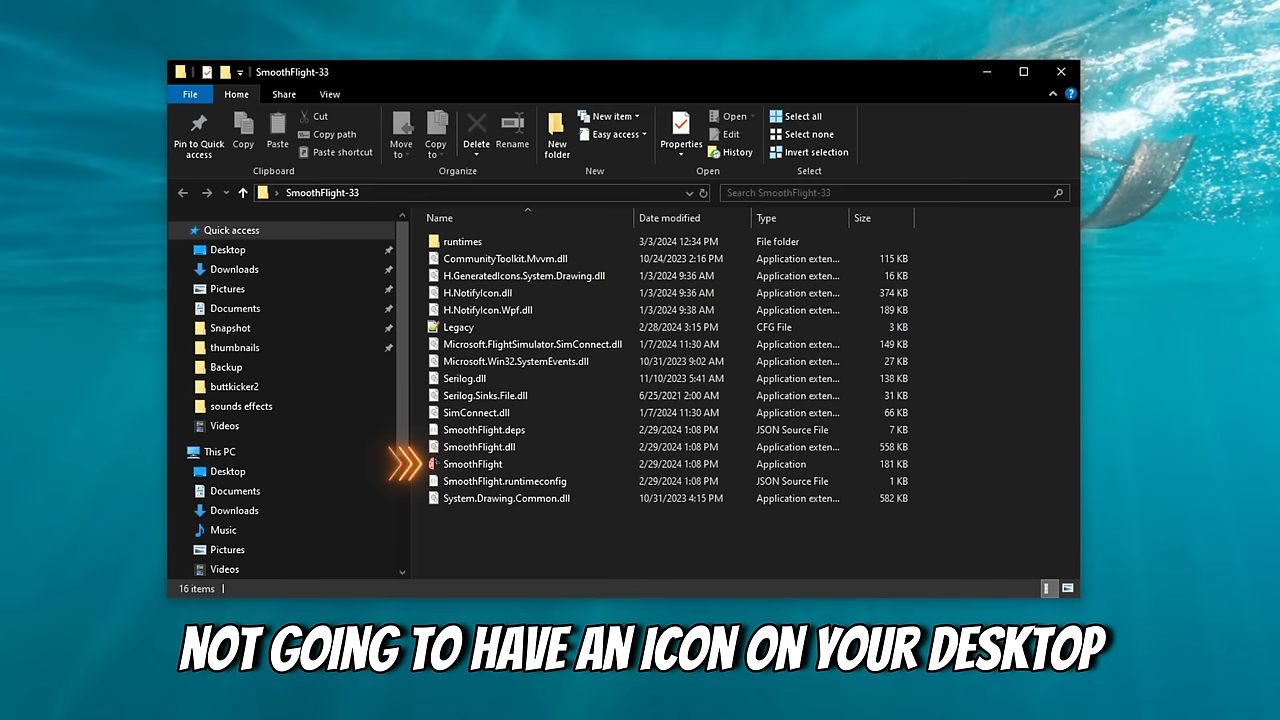 SmoothFlight-33
File Home Share View
Pin to Quick access
Copy
Paste
Cut
Copy path
Paste shortcut
Clipboard
Move to
Copy to
Delete
Rename
Organize
New folder
New item
Easy access
New
Properties
Open
Edit
History
Open
Select all
Select none
Invert selection
Select
SmoothFlight-33
Search SmoothFlight-33
Quick access
Desktop
Downloads
Pictures
Documents
Snapshot
thumbnails
Backup
buttkicker2
sounds effects
Videos
This PC
Desktop
Documents
Downloads
Music
Pictures
Videos
Name Date modified Type Size
runtimes 3/3/2024 12:34 PM File folder
CommunityToolkit.Mvvm.dll 10/24/2023 2:16 PM Application exten... 115 KB
H.GeneratedIcons.System.Drawing.dll 1/3/2024 9:36 AM Application exten... 16 KB
H.NotifyIcon.dll 1/3/2024 9:36 AM Application exten... 374 KB
H.NotifyIcon.Wpf.dll 1/3/2024 9:38 AM Application exten... 189 KB
Legacy 2/28/2024 3:15 PM CFG File 3 KB
Microsoft.FlightSimulator.SimConnect.dll 1/7/2024 11:30 AM Application exten... 149 KB
Microsoft.Win32.SystemEvents.dll 10/31/2023 9:02 AM Application exten... 27 KB
Serilog.dll 11/10/2023 5:41 AM Application exten... 138 KB
Serilog.Sinks.File.dll 6/25/2021 2:00 AM Application exten... 31 KB
SimConnect.dll 1/7/2024 11:30 AM Application exten... 66 KB
SmoothFlight.deps 2/29/2024 1:08 PM JSON Source File 7 KB
SmoothFlight.dll 2/29/2024 1:08 PM Application exten... 558 KB
SmoothFlight 2/29/2024 1:08 PM Application 181 KB
SmoothFlight.runtimeconfig 2/29/2024 1:08 PM JSON Source File 1 KB
System.Drawing.Common.dll 10/31/2023 4:15 PM Application exten... 582 KB
16 items
NOT GOING TO HAVE AN ICON ON YOUR DESKTOP